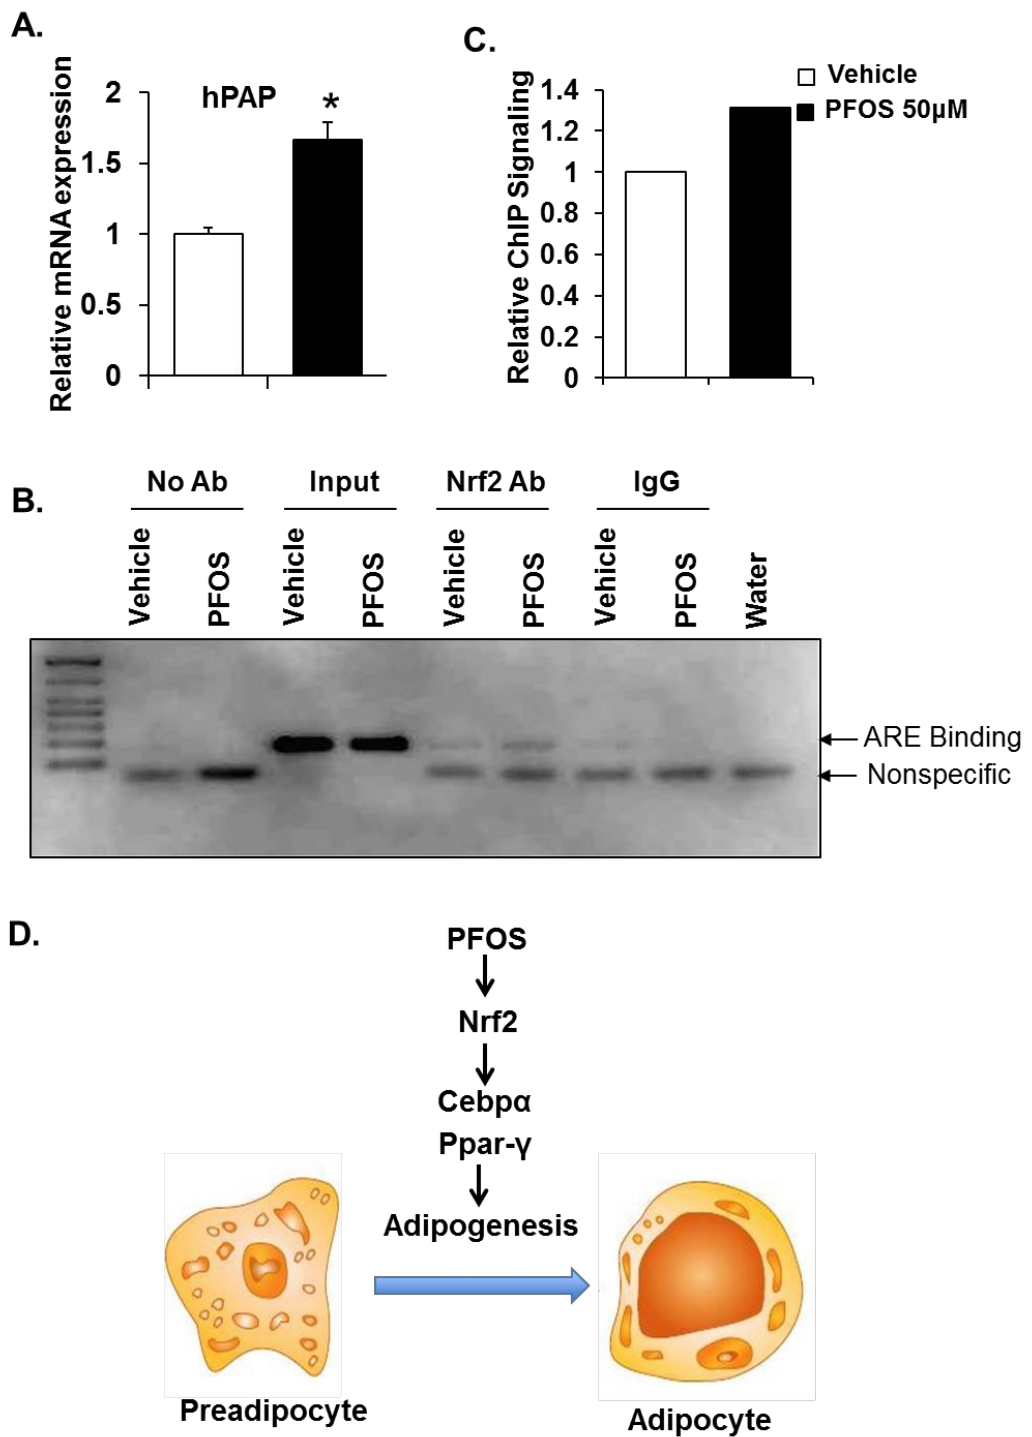 A.
Relative mRNA expression
2
1.5
1
0.5
0
hPAP
*
C.
Relative ChIP Signaling
1.4
1.2
1
0.8
0.6
0.4
0.2
0
Vehicle
PFOS 50µM
B.
No Ab
Input
Nrf2 Ab
IgG
Vehicle
PFOS
Vehicle
PFOS
Vehicle
PFOS
Vehicle
PFOS
Water
ARE Binding
Nonspecific
D.
PFOS
Nrf2
Cebpα
Ppar-γ
Adipogenesis
Preadipocyte
Adipocyte